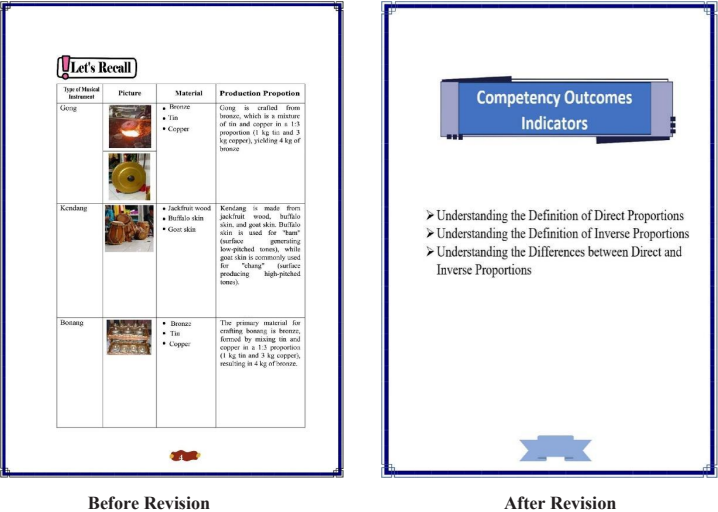 Let's Recall
Type of Musical
Instrument
Picture
Material
Production Propotion
Gong
• Bronze
• Tin
• Copper
Gong is crafted from
bronze, which is a mixture
of tin and copper in a 1:3
proportion (1 kg tin and 3
kg copper), yielding 4 kg of
bronze
Kendang
• Jackfruit wood
• Buffalo skin
• Goat skin
Kendang is made from
jackfruit wood, buffalo
skin, and goat skin. Buffalo
skin is used for "bam"
(surface generating
low-pitched tones), while
goat skin is commonly used
for "chang" (surface
producing high-pitched
tones).
Bonang
• Bronze
• Tin
• Copper
The primary material for
crafting bonang is bronze,
formed by mixing tin and
copper in a 1:3 proportion
(1 kg tin and 3 kg copper),
resulting in 4 kg of bronze.
Before Revision
Competency Outcomes
Indicators
➢ Understanding the Definition of Direct Proportions
➢ Understanding the Definition of Inverse Proportions
➢ Understanding the Differences between Direct and
Inverse Proportions
After Revision